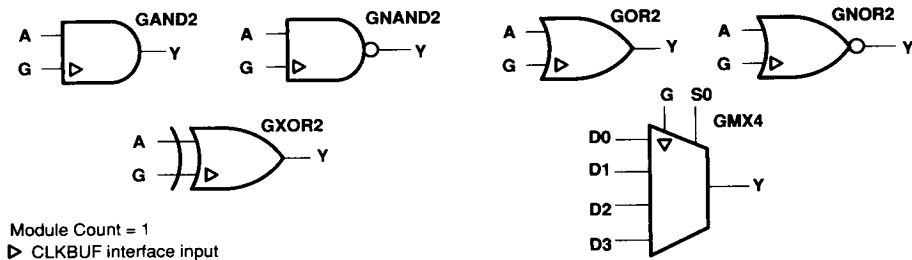 GAND2
A
G
Y
GNAND2
A
G
Y
GOR2
A
G
Y
GNOR2
A
G
Y
GXOR2
A
G
Y
G S0
GMX4
D0
D1
D2
D3
Y
Module Count = 1
CLKBUF interface input